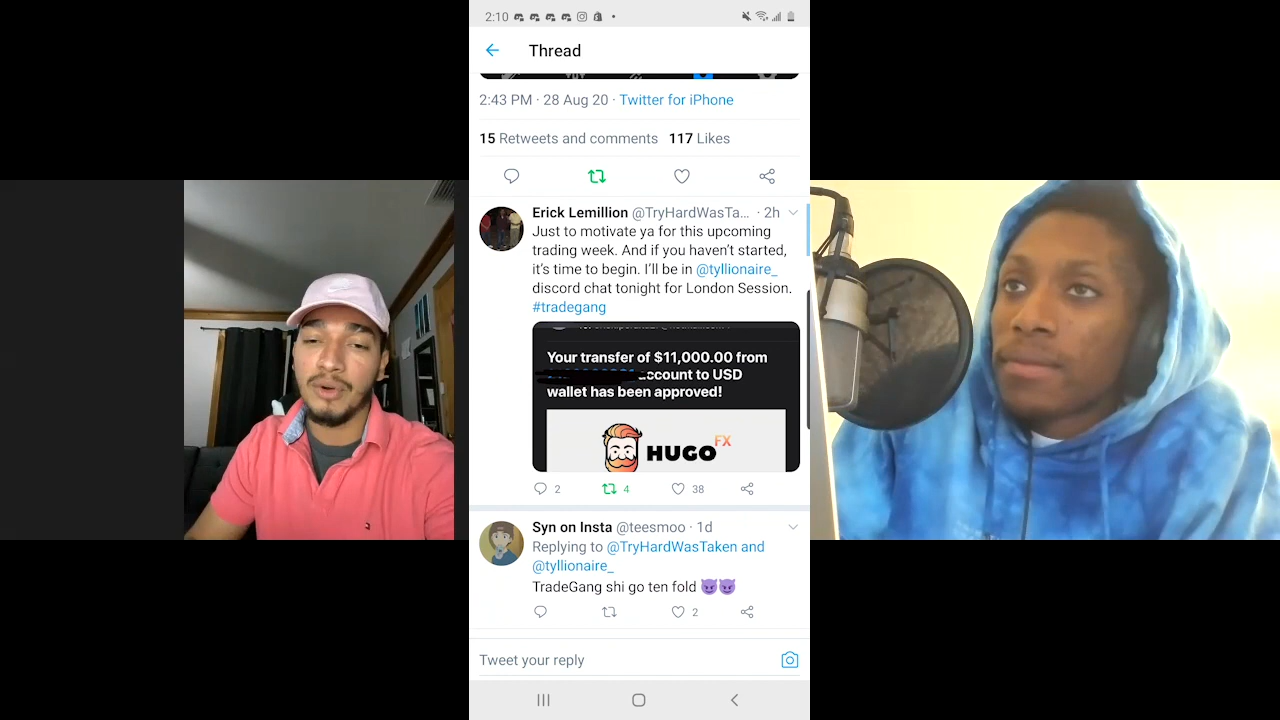 2:10
Thread
2:43 PM · 28 Aug 20 · Twitter for iPhone
15 Retweets and comments 117 Likes
Erick Lemillion @TryHardWasTa... · 2h
Just to motivate ya for this upcoming
trading week. And if you haven't started,
it's time to begin. I'll be in @tyllionaire_
discord chat tonight for London Session.
#tradegang
Your transfer of $11,000.00 from
account to USD
wallet has been approved!
HUGO FX
2 4 38
Syn on Insta @teesmoo · 1d
Replying to @TryHardWasTaken and
@tyllionaire_
TradeGang shi go ten fold 😈😈
2
Tweet your reply